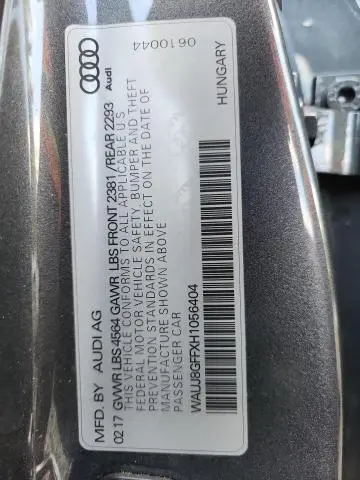 MFD. BY AUDI AG
02 17 GVWR LBS 4564 GAWR LBS FRONT 2381 /REAR 2293
THIS VEHICLE CONFORMS TO ALL APPLICABLE U.S
FEDERAL MOTOR VEHICLE SAFETY, BUMPER AND THEFT
PREVENTION STANDARDS IN EFFECT ON THE DATE OF
MANUFACTURE SHOWN ABOVE
PASSENGER CAR
WAUJ8GFFXH1056404
HUNGARY
Audi
0610044